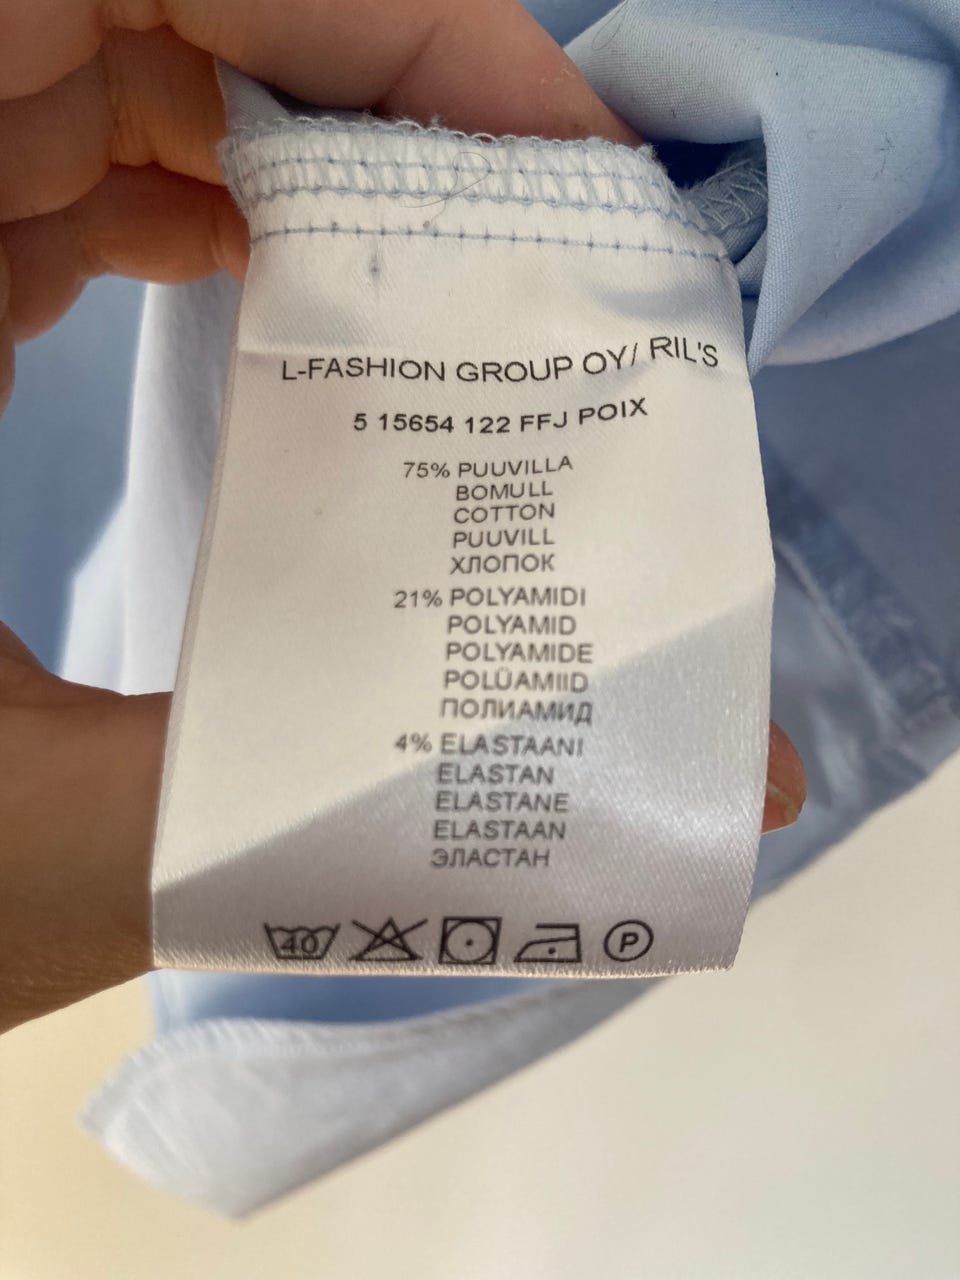 L-FASHION GROUP OY/ RIL'S
5 15654 122 FFJ POIX
75% PUUVILLA
BOMULL
COTTON
PUUVILL
ХЛОПОК
21% POLYAMIDI
POLYAMID
POLYAMIDE
POLÜAMIID
ПОЛИАМИД
4% ELASTAANI
ELASTAN
ELASTANE
ELASTAAN
ЭЛАСТАН
40 P